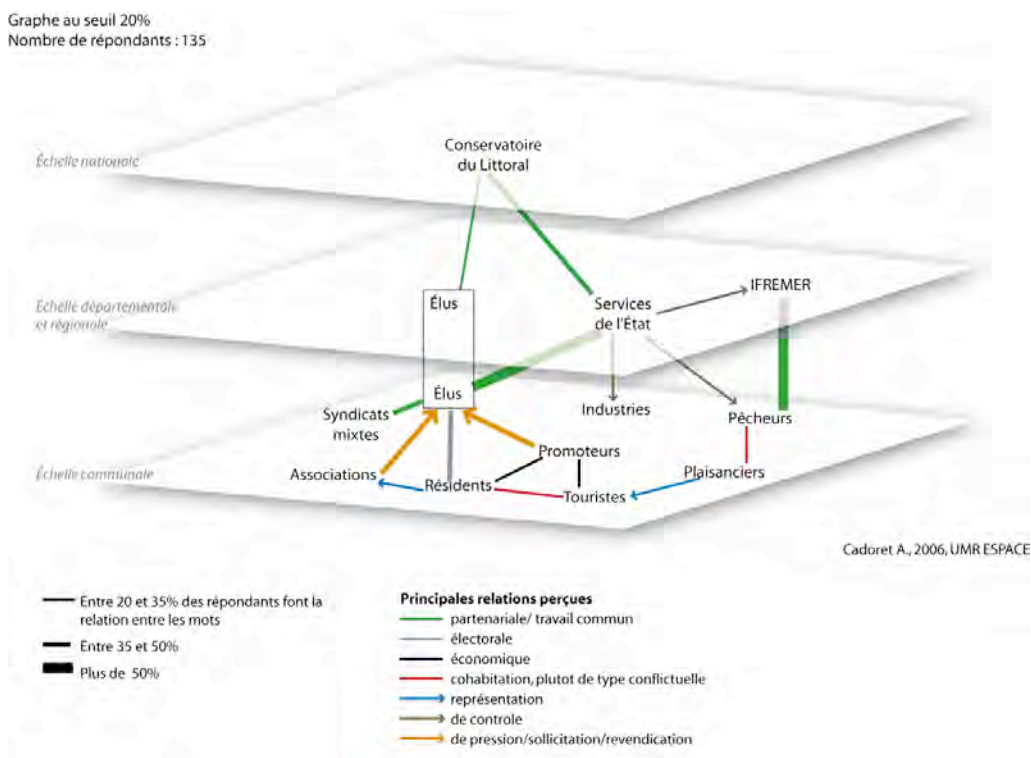 Graphe au seuil 20%
Nombre de répondants : 135
Échelle nationale
Conservatoire
du Littoral
Echelle départementale
et régionale
Élus
Services
de l'État
IFREMER
Élus
Syndicats
mixtes
Industries
Pêcheurs
Échelle communale
Associations
Résidents
Promoteurs
Touristes
Plaisanciers
Cadoret A., 2006, UMR ESPACE
Entre 20 et 35% des répondants font la
relation entre les mots
Entre 35 et 50%
Plus de 50%
Principales relations perçues
partenariale/ travail commun
électorale
économique
cohabitation, plutot de type conflictuelle
représentation
de controle
de pression/sollicitation/revendication